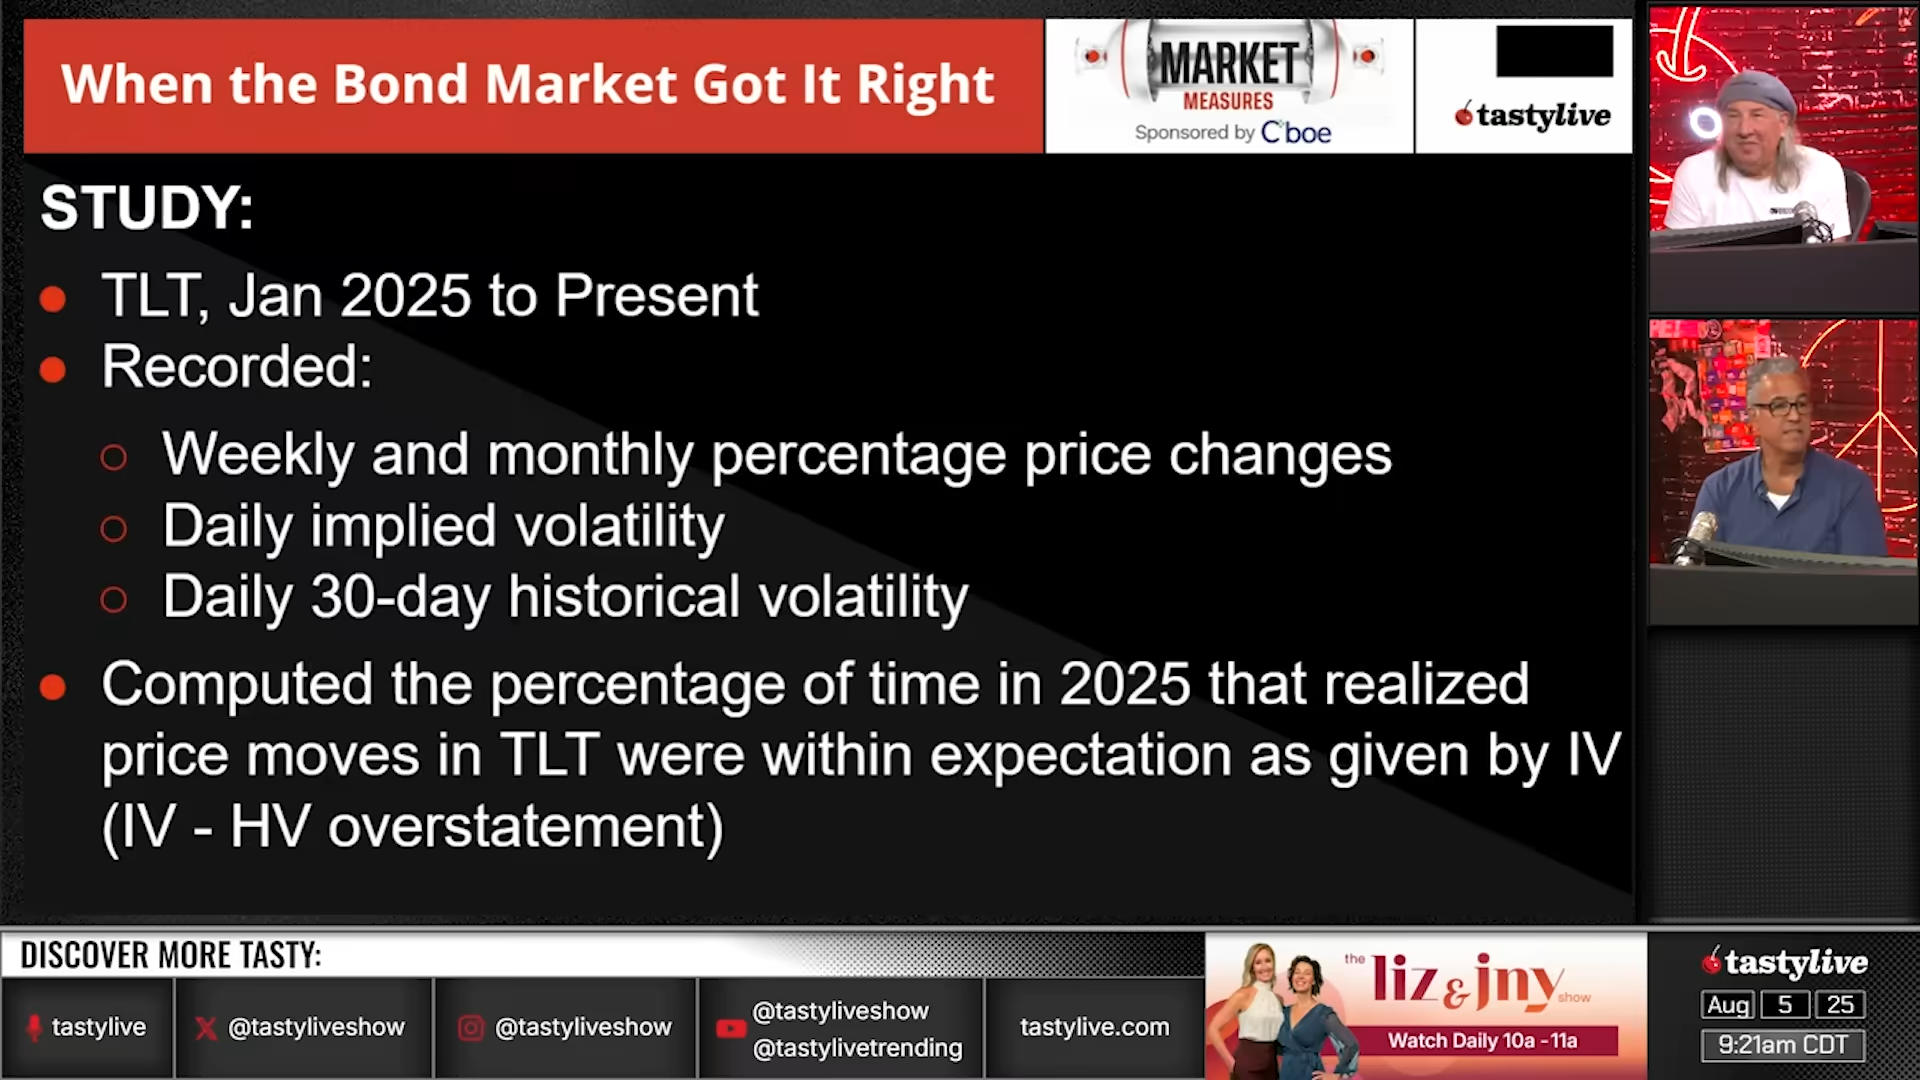 When the Bond Market Got It Right
MARKET
MEASURES
Sponsored by Cboe
tastylive
STUDY:
TLT, Jan 2025 to Present
Recorded:
Weekly and monthly percentage price changes
Daily implied volatility
Daily 30-day historical volatility
Computed the percentage of time in 2025 that realized
price moves in TLT were within expectation as given by IV
(IV - HV overstatement)
DISCOVER MORE TASTY:
tastylive
@tastyliveshow
@tastyliveshow
@tastyliveshow
@tastylivetrending
tastylive.com
the liz & jny show
Watch Daily 10a -11a
tastylive
Aug 5 25
9:21am CDT